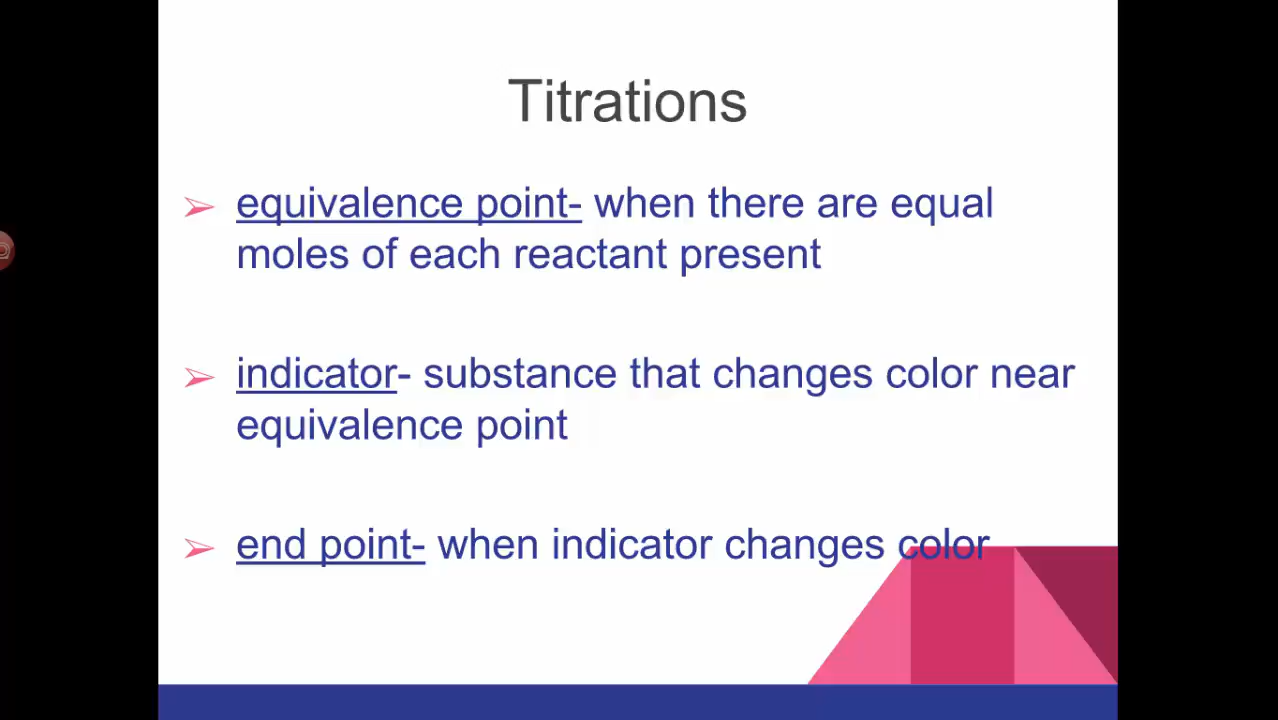 Titrations
➢ equivalence point- when there are equal
moles of each reactant present
➢ indicator- substance that changes color near
equivalence point
➢ end point- when indicator changes color